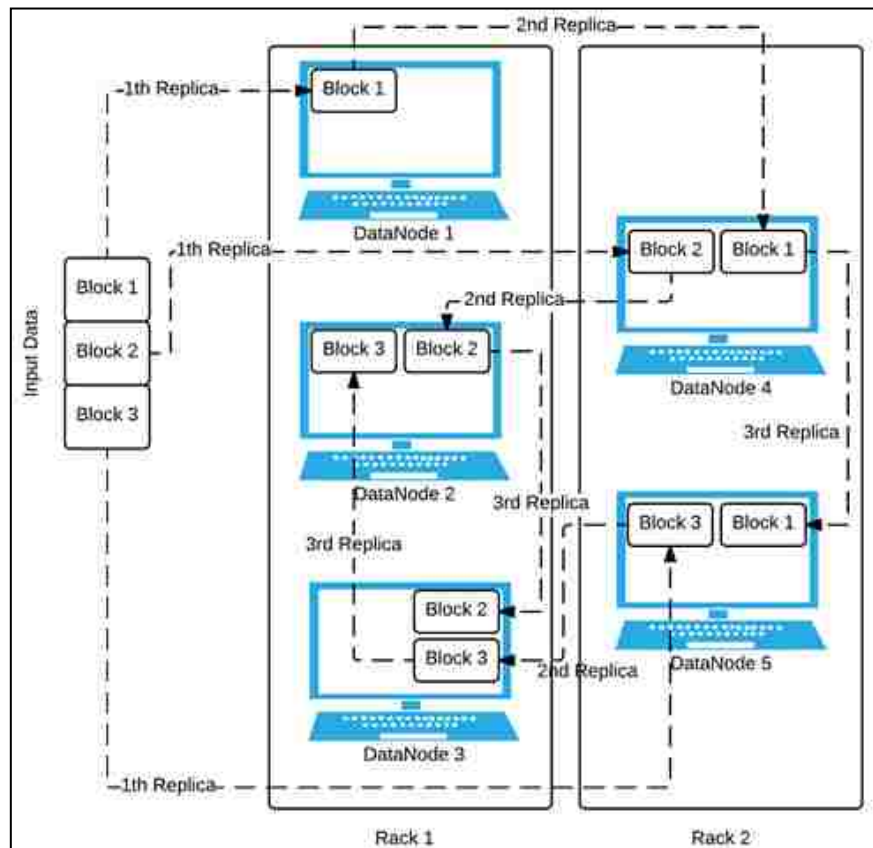 2nd Replica
1th Replica
Block 1
DataNode 1
1th Replica
Block 2
Block 1
Input Data
Block 1
Block 2
Block 3
2nd Replica
Block 3
Block 2
DataNode 4
3rd Replica
DataNode 2
3rd Replica
Block 3
Block 1
3rd Replica
Block 2
Block 3
2nd Replica
DataNode 5
DataNode 3
1th Replica
Rack 1
Rack 2